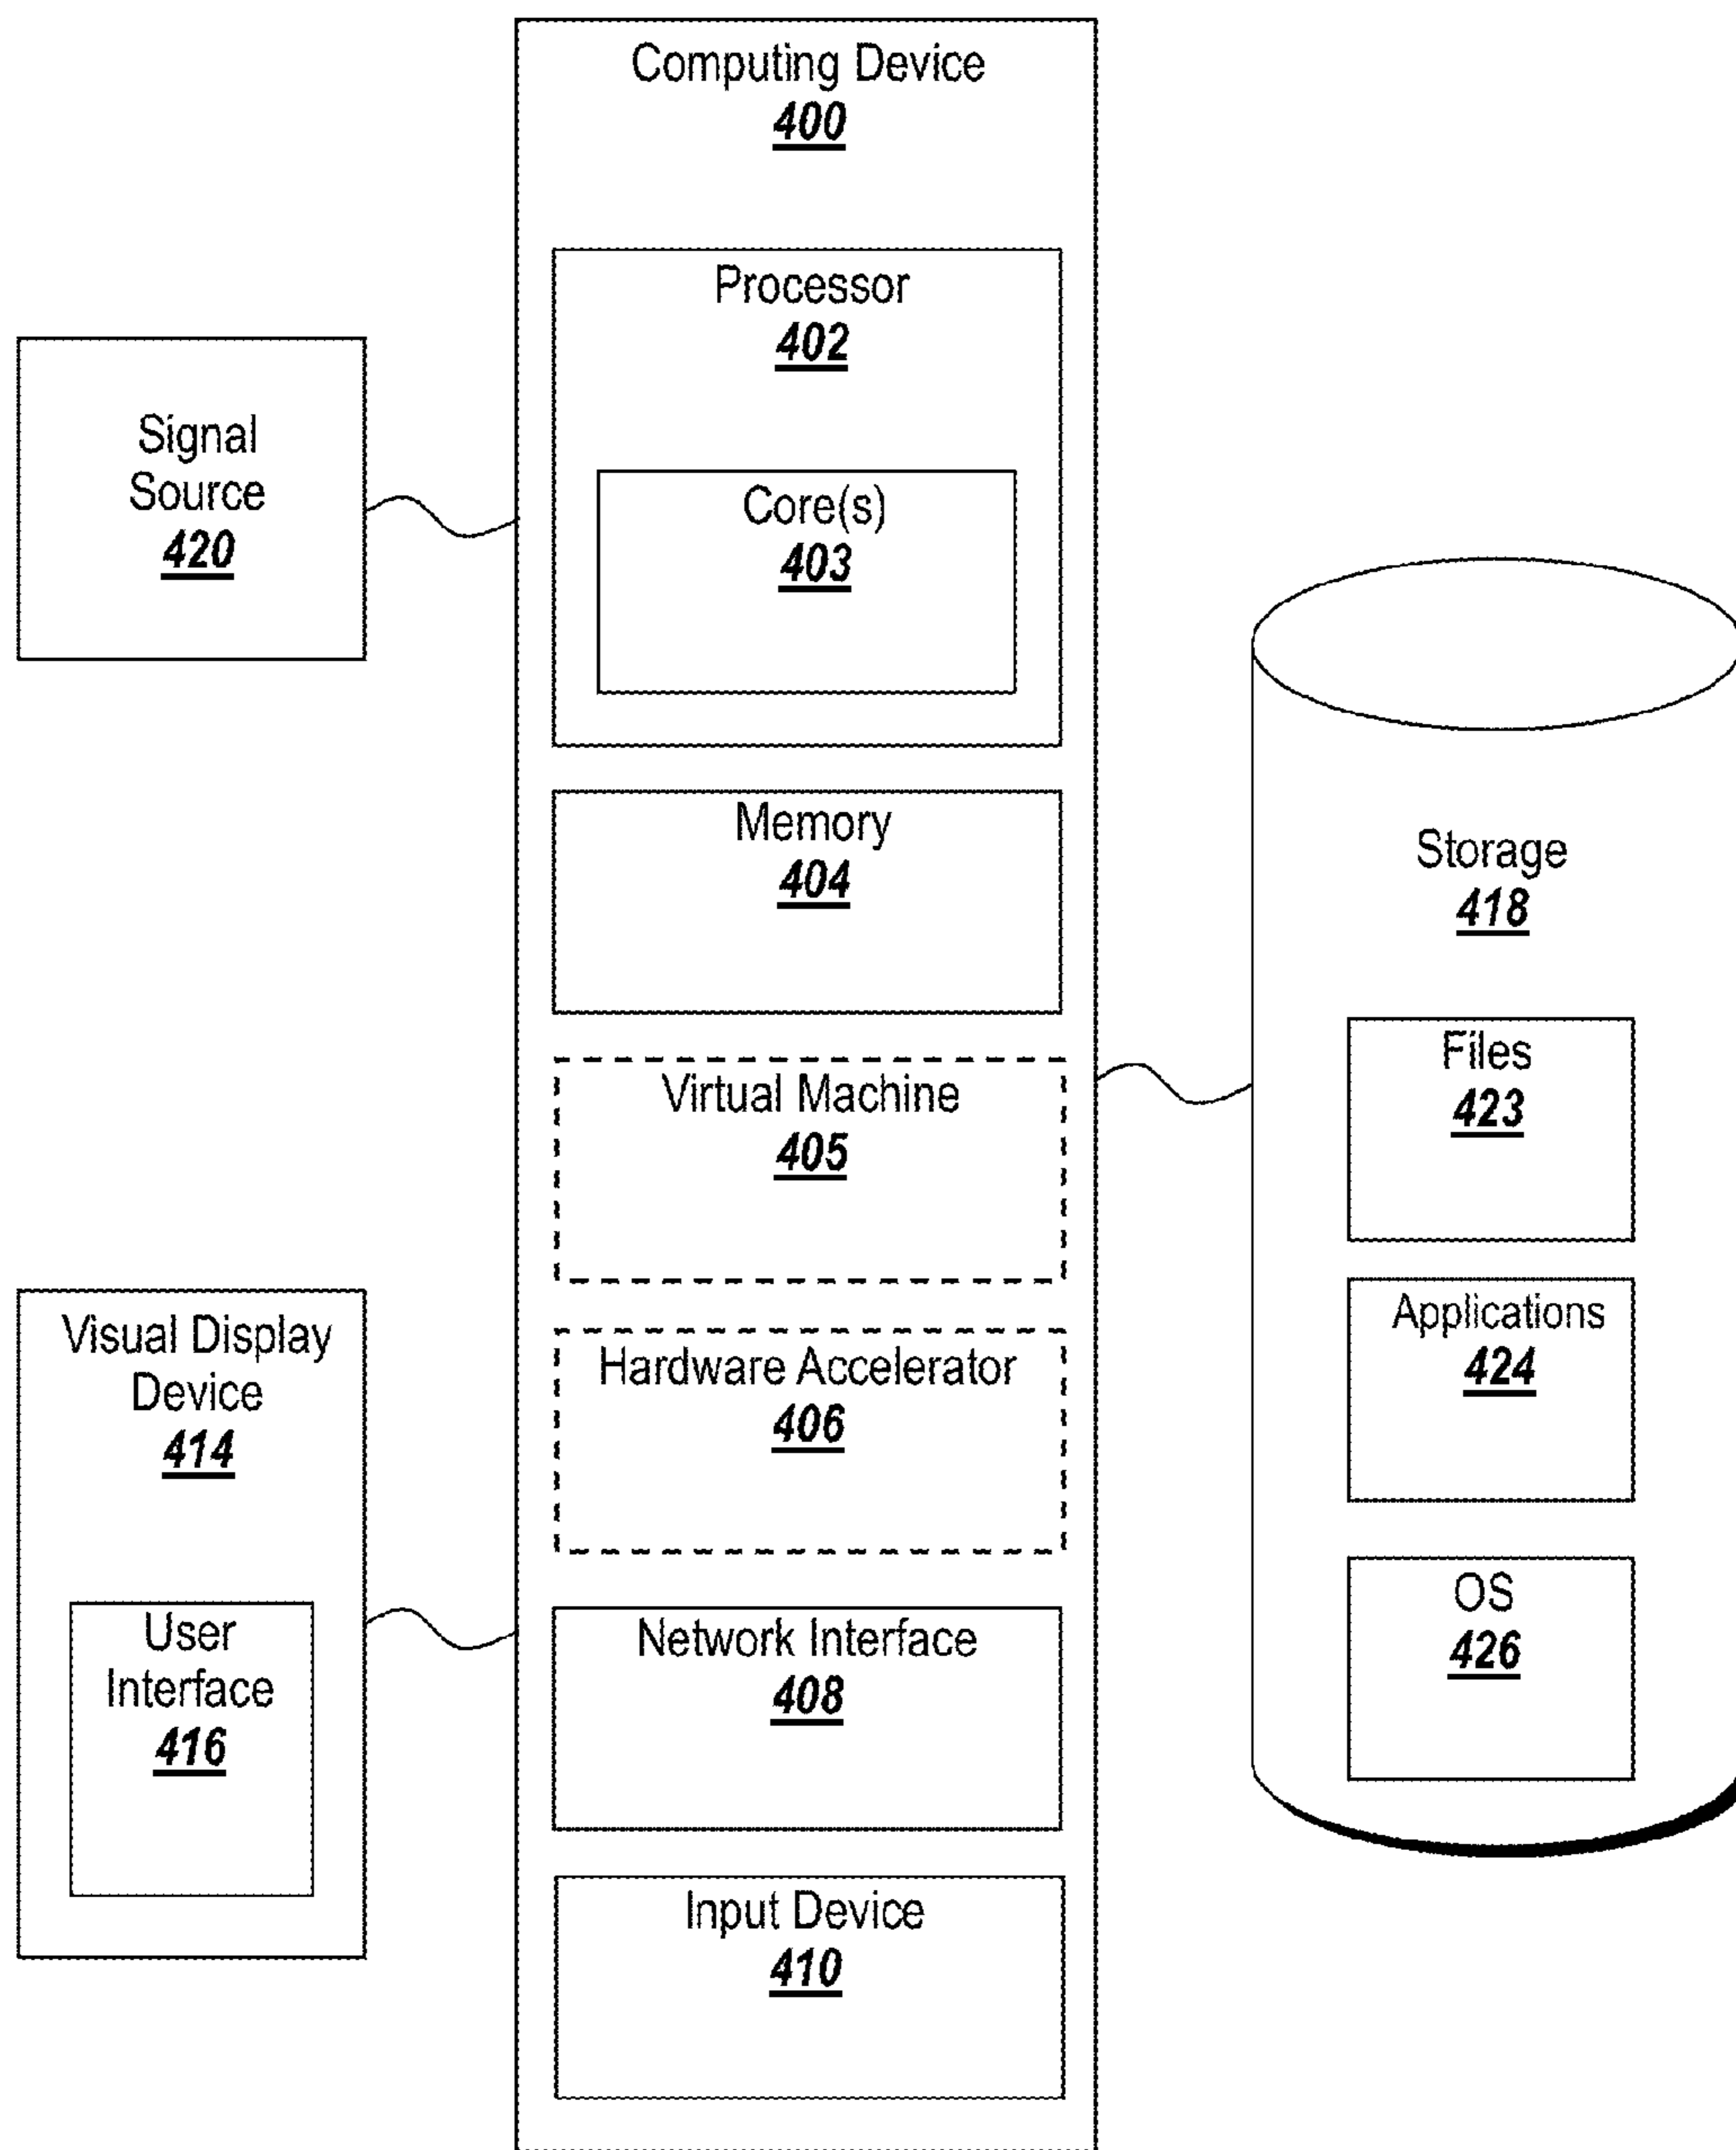 Computing Device
400
Processor
402
Core(s)
403
Memory
404
Virtual Machine
405
Hardware Accelerator
406
Network Interface
408
Input Device
410
Signal
Source
420
Visual Display
Device
414
User
Interface
416
Storage
418
Files
423
Applications
424
OS
426